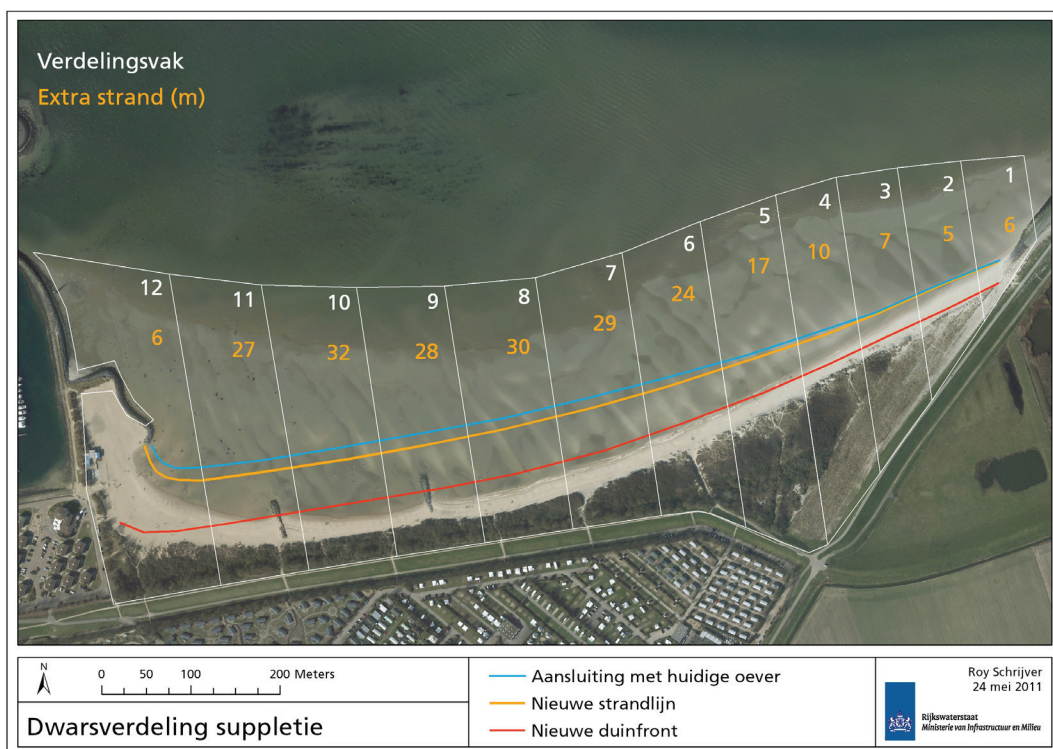 Verdelingsvak
Extra strand (m)
1
2
3
4
5
6
7
8
9
10
11
12
6
5
7
10
17
24
29
30
28
32
27
6
N
0 50 100 200 Meters
Dwarsverdeling suppletie
Aansluiting met huidige oever
Nieuwe strandlijn
Nieuwe duinfront
Roy Schrijver
24 mei 2011
Rijkswaterstaat
Ministerie van Infrastructuur en Milieu